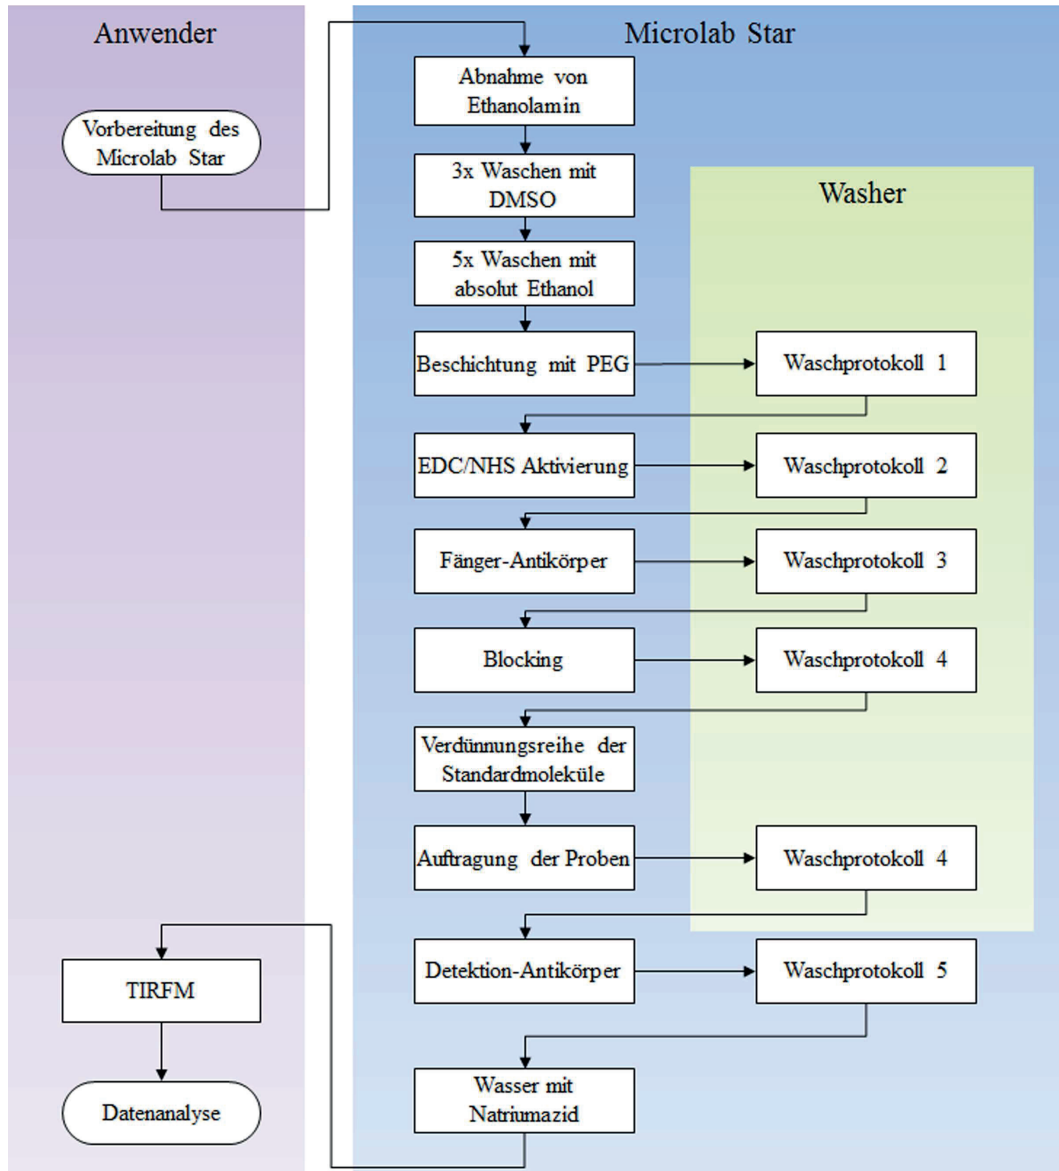 Anwender
Microlab Star
Vorbereitung des
Microlab Star
Abnahme von
Ethanolamin
3x Waschen mit
DMSO
Washer
5x Waschen mit
absolut Ethanol
Beschichtung mit PEG
Waschprotokoll 1
EDC/NHS Aktivierung
Waschprotokoll 2
Fänger-Antikörper
Waschprotokoll 3
Blocking
Waschprotokoll 4
Verdünnungsreihe der
Standardmoleküle
Auftragung der Proben
Waschprotokoll 4
Detektion-Antikörper
Waschprotokoll 5
Wasser mit
Natriumazid
TIRFM
Datenanalyse